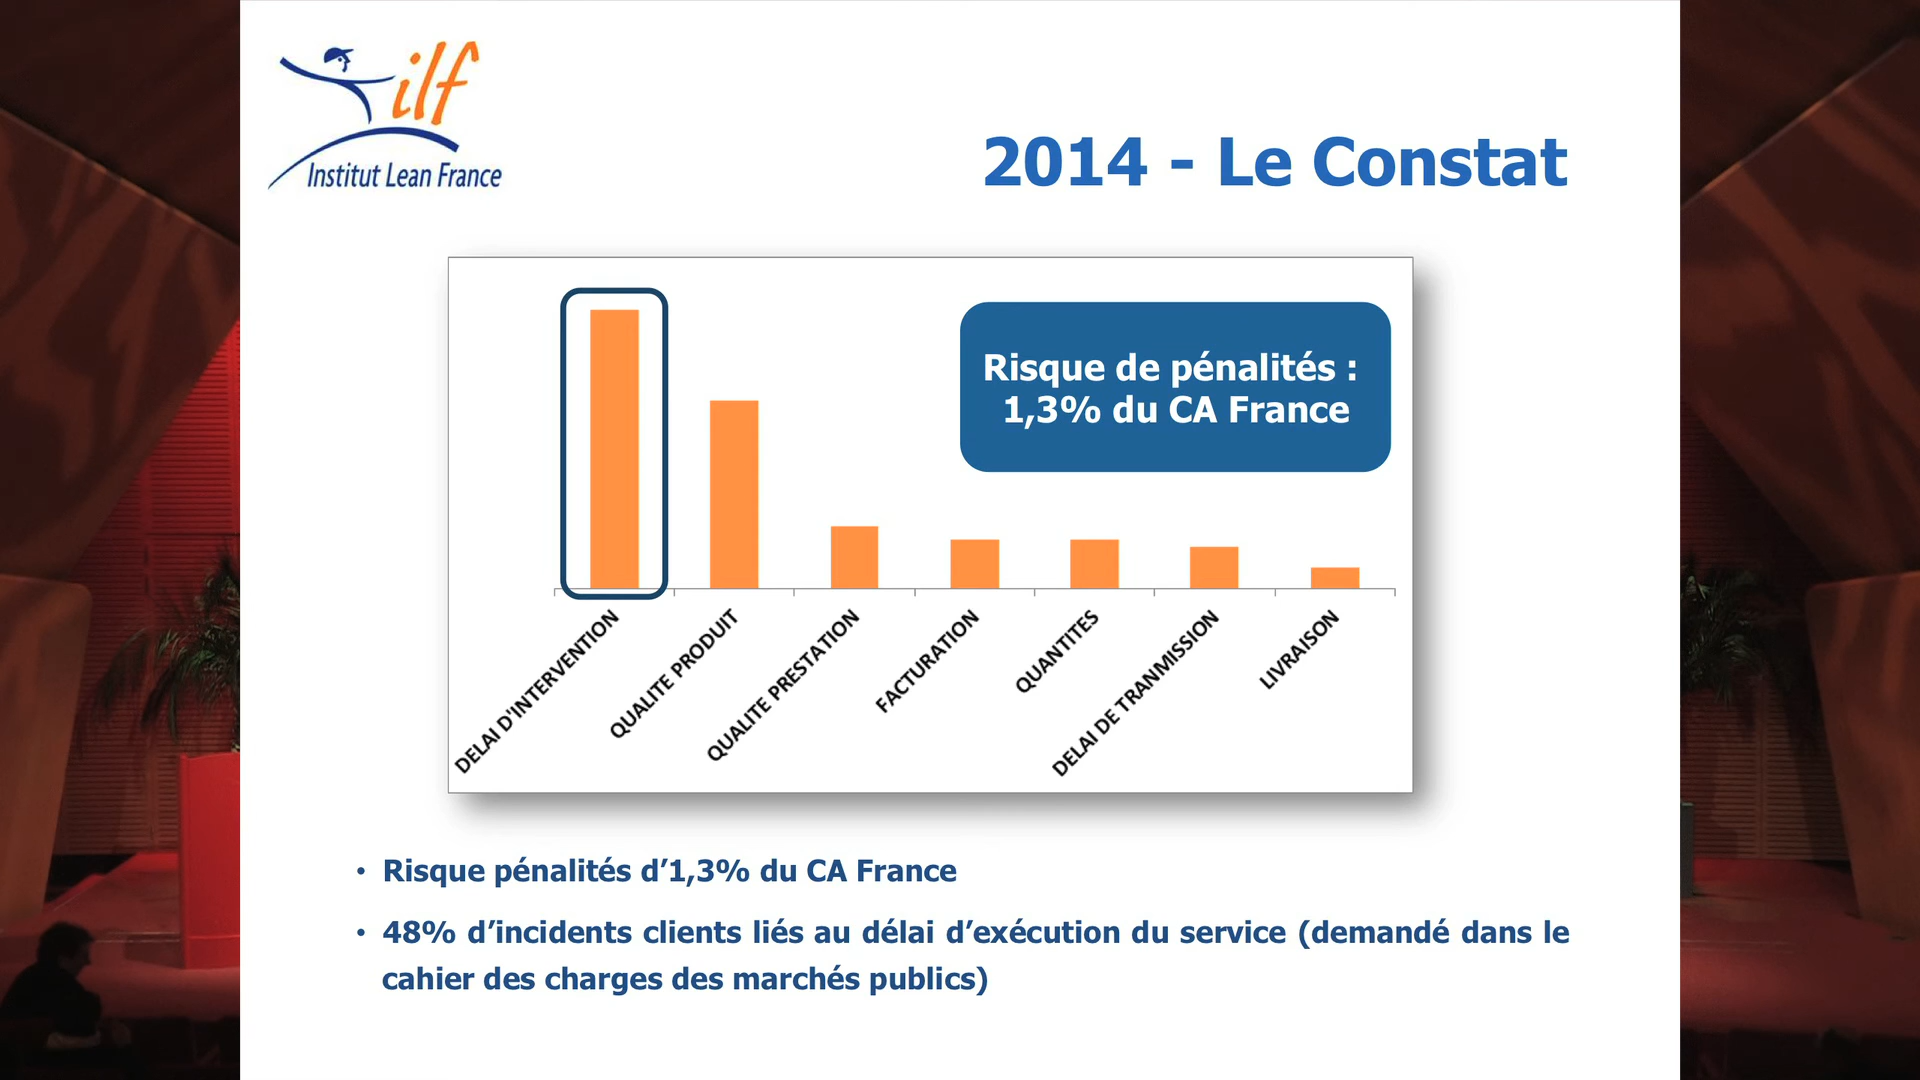 ilf
Institut Lean France
2014 - Le Constat
Risque de pénalités :
1,3% du CA France
DELAI D'INTERVENTION
QUALITE PRODUIT
QUALITE PRESTATION
FACTURATION
QUANTITES
DELAI DE TRANMISSION
LIVRAISON
• Risque pénalités d’1,3% du CA France
• 48% d’incidents clients liés au délai d’exécution du service (demandé dans le
cahier des charges des marchés publics)